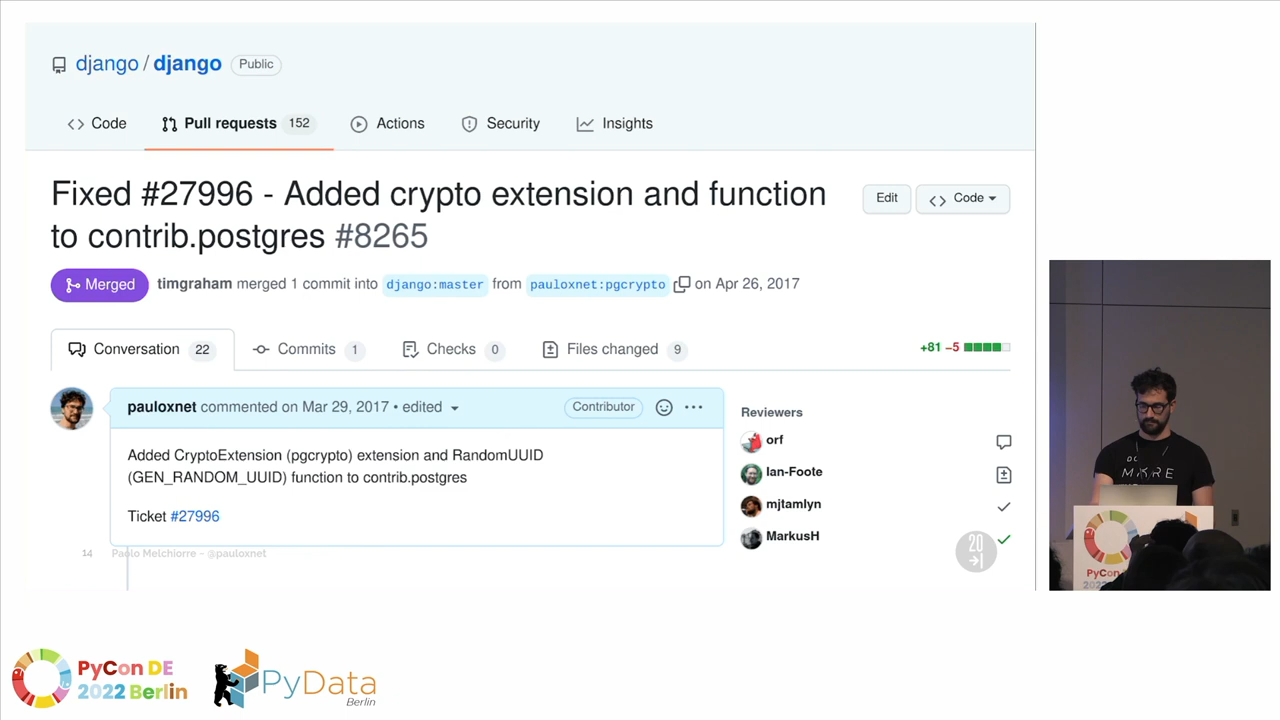 django / django Public
Code Pull requests 152 Actions Security Insights
Fixed #27996 - Added crypto extension and function
to contrib.postgres #8265
Edit
Code
Merged timgraham merged 1 commit into django:master from pauloxnet:pgcrypto on Apr 26, 2017
Conversation 22 Commits 1 Checks 0 Files changed 9
+81 −5
pauloxnet commented on Mar 29, 2017 • edited
Contributor
Added CryptoExtension (pgcrypto) extension and RandomUUID
(GEN_RANDOM_UUID) function to contrib.postgres
Ticket #27996
Reviewers
orf
Ian-Foote
mjtamlyn
MarkusH
14 Paolo Melchiorre - @pauloxnet
20
PyCon
2022
PyCon DE
2022 Berlin
PyData
Berlin